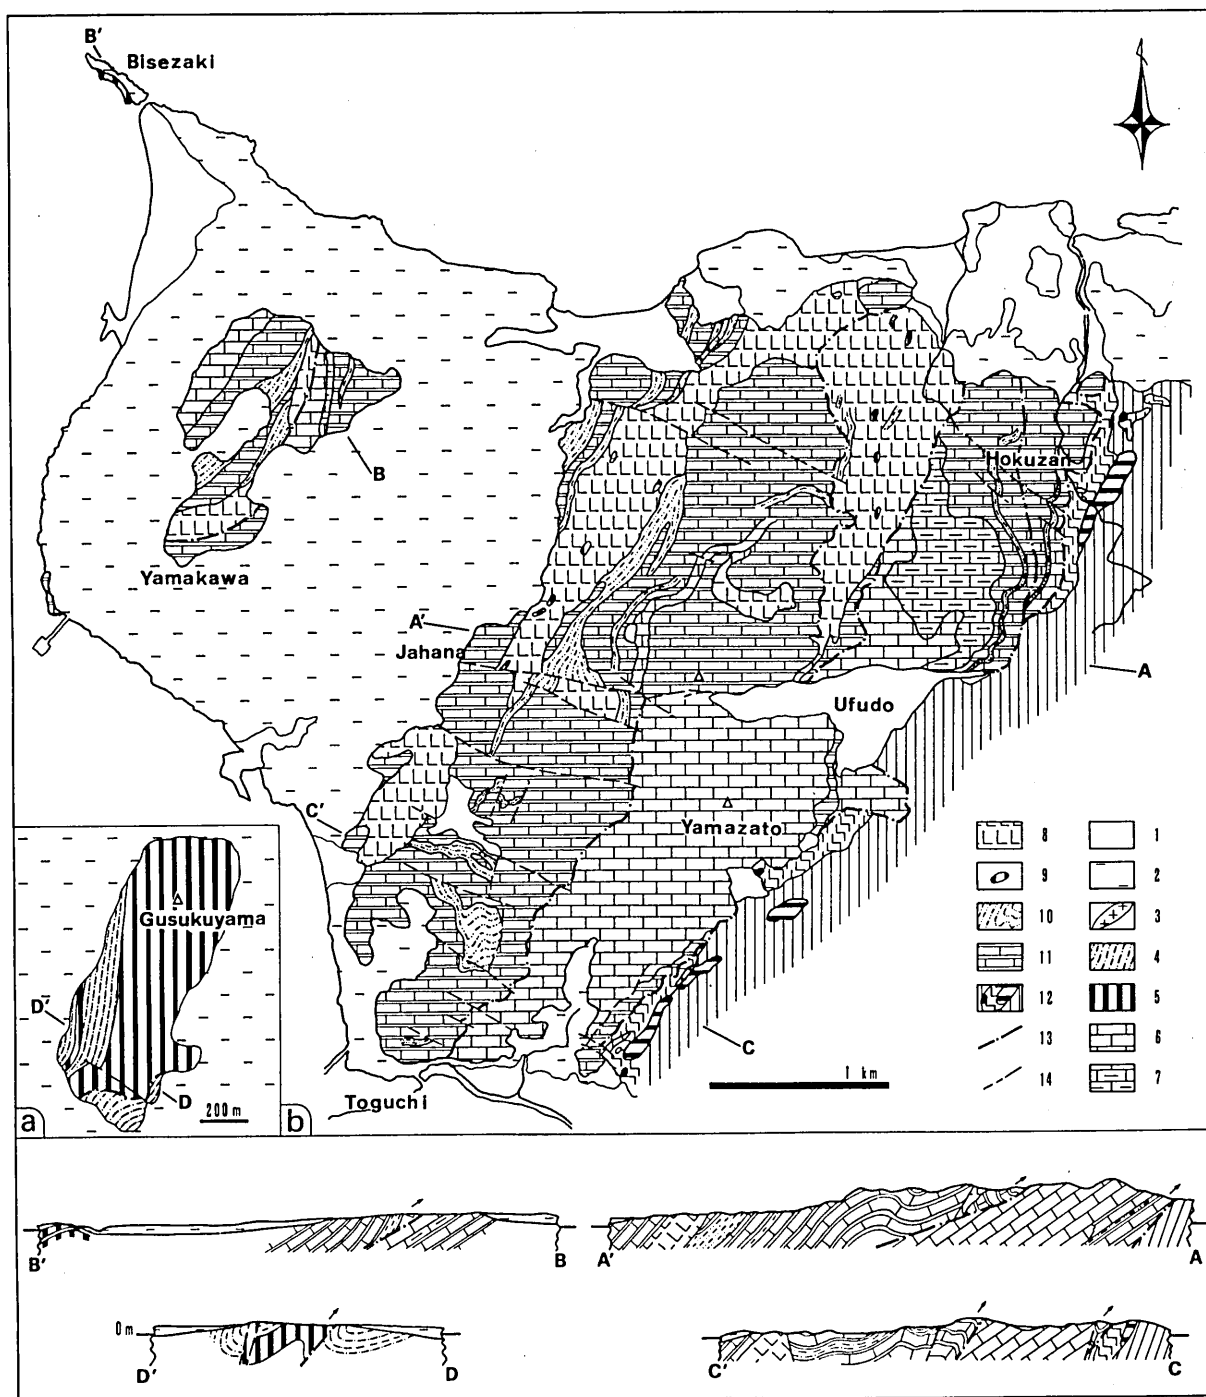 B'
Bisezaki
B
Yamakawa
Hokuzan
A'
Jahana
A
Ufudo
C'
Yamazato
Gusukuyama
D'
D
200 m
a
b
Toguchi
C
1 km
8 1
9 2
10 3
11 4
12 5
13 6
14 7
B' B A' A
0m
D' D C' C